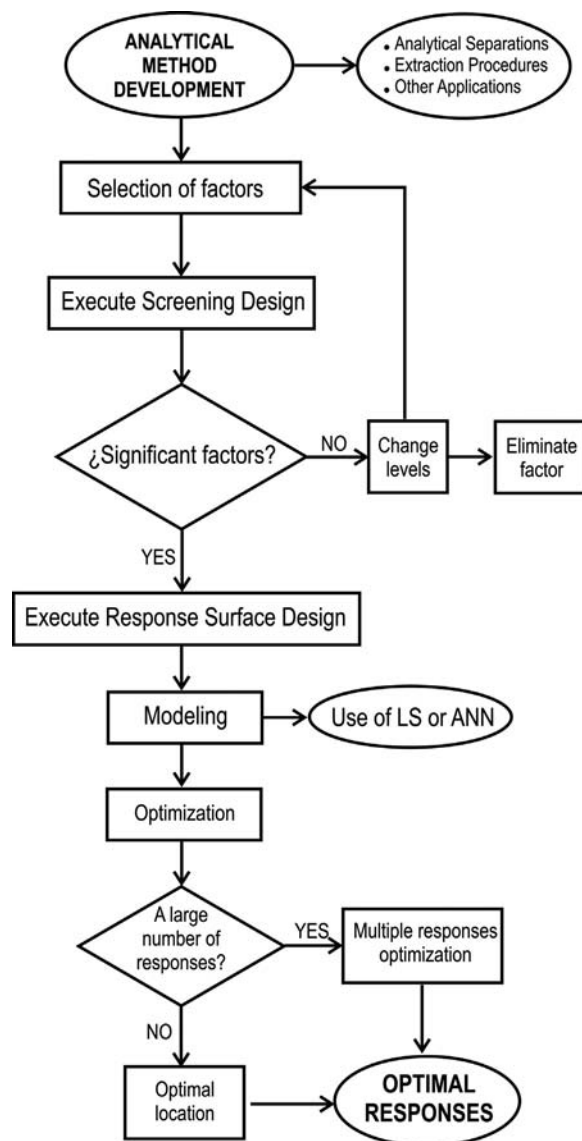 ANALYTICAL
METHOD
DEVELOPMENT
• Analytical Separations
• Extraction Procedures
• Other Applications
Selection of factors
Execute Screening Design
¿Significant factors?
NO
Change
levels
Eliminate
factor
YES
Execute Response Surface Design
Modeling
Use of LS or ANN
Optimization
A large
number of
responses?
YES
Multiple responses
optimization
NO
Optimal
location
OPTIMAL
RESPONSES